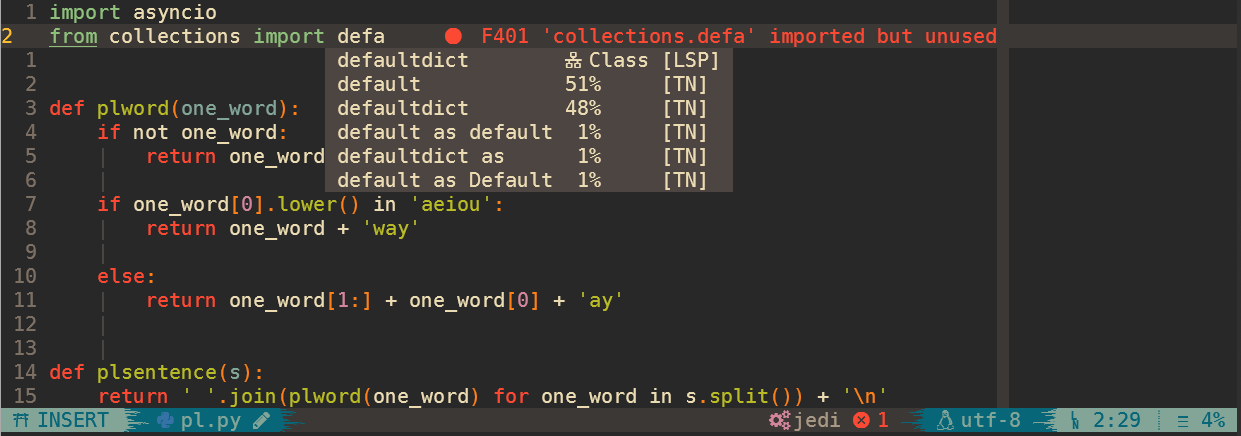 1 import asyncio
2 from collections import defa ● F401 'collections.defa' imported but unused
1 defaultdict Class [LSP]
2 default 51% [TN]
3 def plword(one_word): defaultdict 48% [TN]
4 if not one_word: default as default 1% [TN]
5 return one_word defaultdict as 1% [TN]
6 default as Default 1% [TN]
7 if one_word[0].lower() in 'aeiou':
8 return one_word + 'way'
9
10 else:
11 return one_word[1:] + one_word[0] + 'ay'
12
13
14 def plsentence(s):
15 return ' '.join(plword(one_word) for one_word in s.split()) + '\n'
INSERT pl.py jedi 1 utf-8 2:29 ≡ 4%